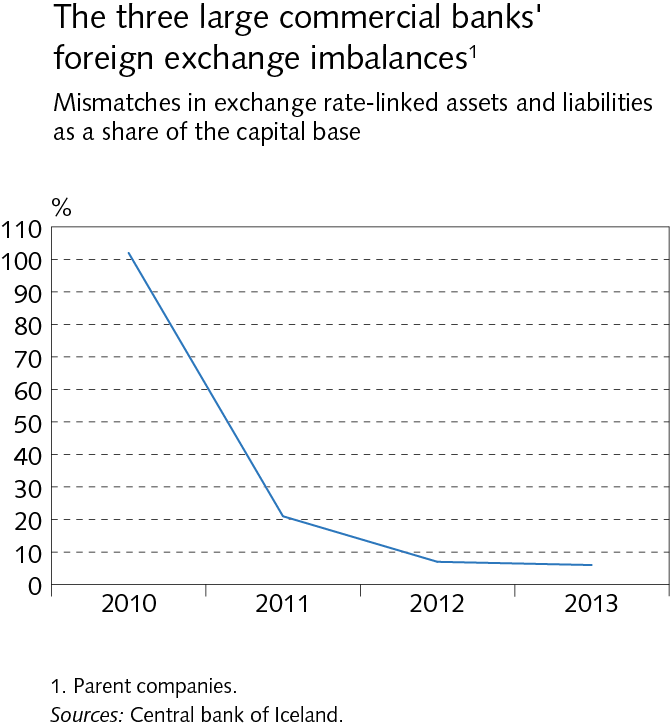 The three large commercial banks'
foreign exchange imbalances¹
Mismatches in exchange rate-linked assets and liabilities
as a share of the capital base
%
110
100
90
80
70
60
50
40
30
20
10
0
2010 2011 2012 2013
1. Parent companies.
Sources: Central bank of Iceland.